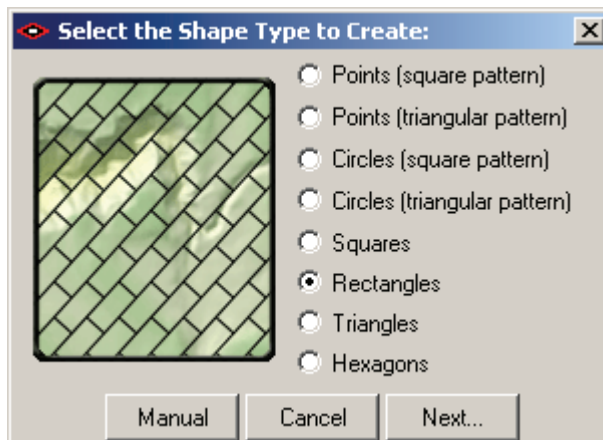 Select the Shape Type to Create:
Points (square pattern)
Points (triangular pattern)
Circles (square pattern)
Circles (triangular pattern)
Squares
Rectangles
Triangles
Hexagons
Manual Cancel Next...